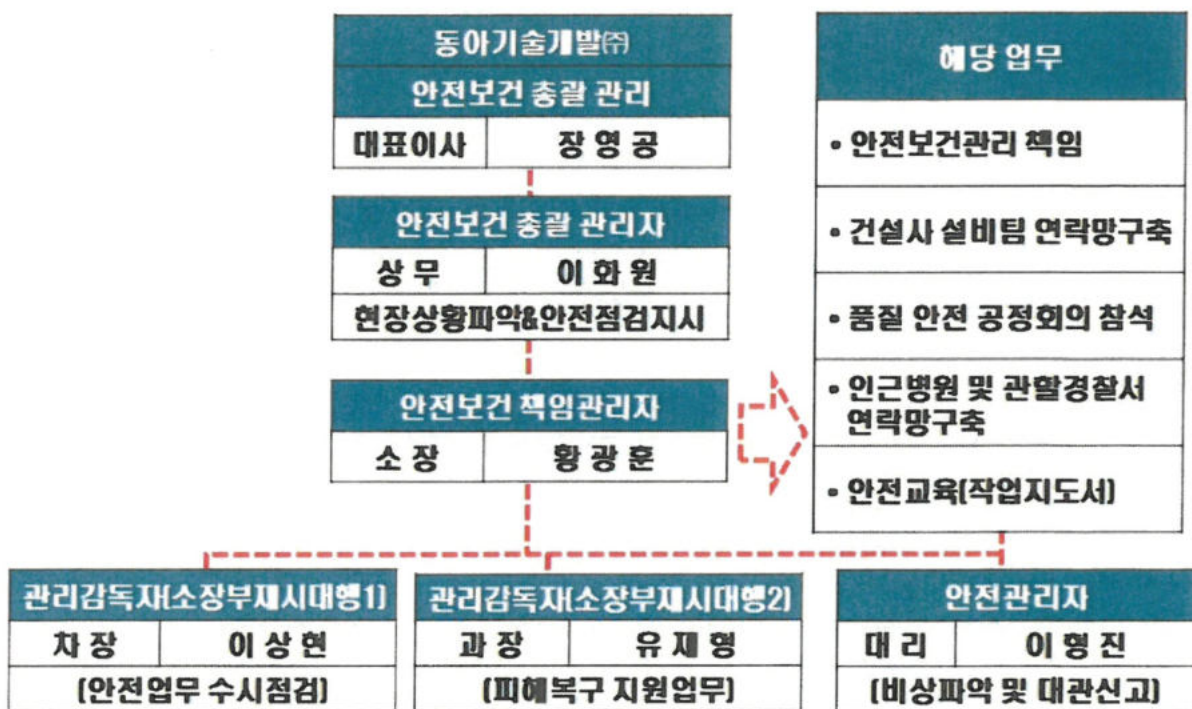 동아기술개발㈜
안전보건 총괄 관리
대표이사 장영공
안전보건 총괄 관리자
상무 이화원
현장상황파악&안전점검지시
안전보건 책임관리자
소장 황광훈
해당 업무
• 안전보건관리 책임
• 건설사 설비팀 연락망구축
• 품질 안전 공정회의 참석
• 인근병원 및 관할경찰서
연락망구축
• 안전교육(작업지도서)
관리감독자(소장부재시대행1)
차장 이상현
(안전업무 수시점검)
관리감독자(소장부재시대행2)
과장 유재형
(피해복구 지원업무)
안전관리자
대리 이형진
(비상파악 및 대관신고)